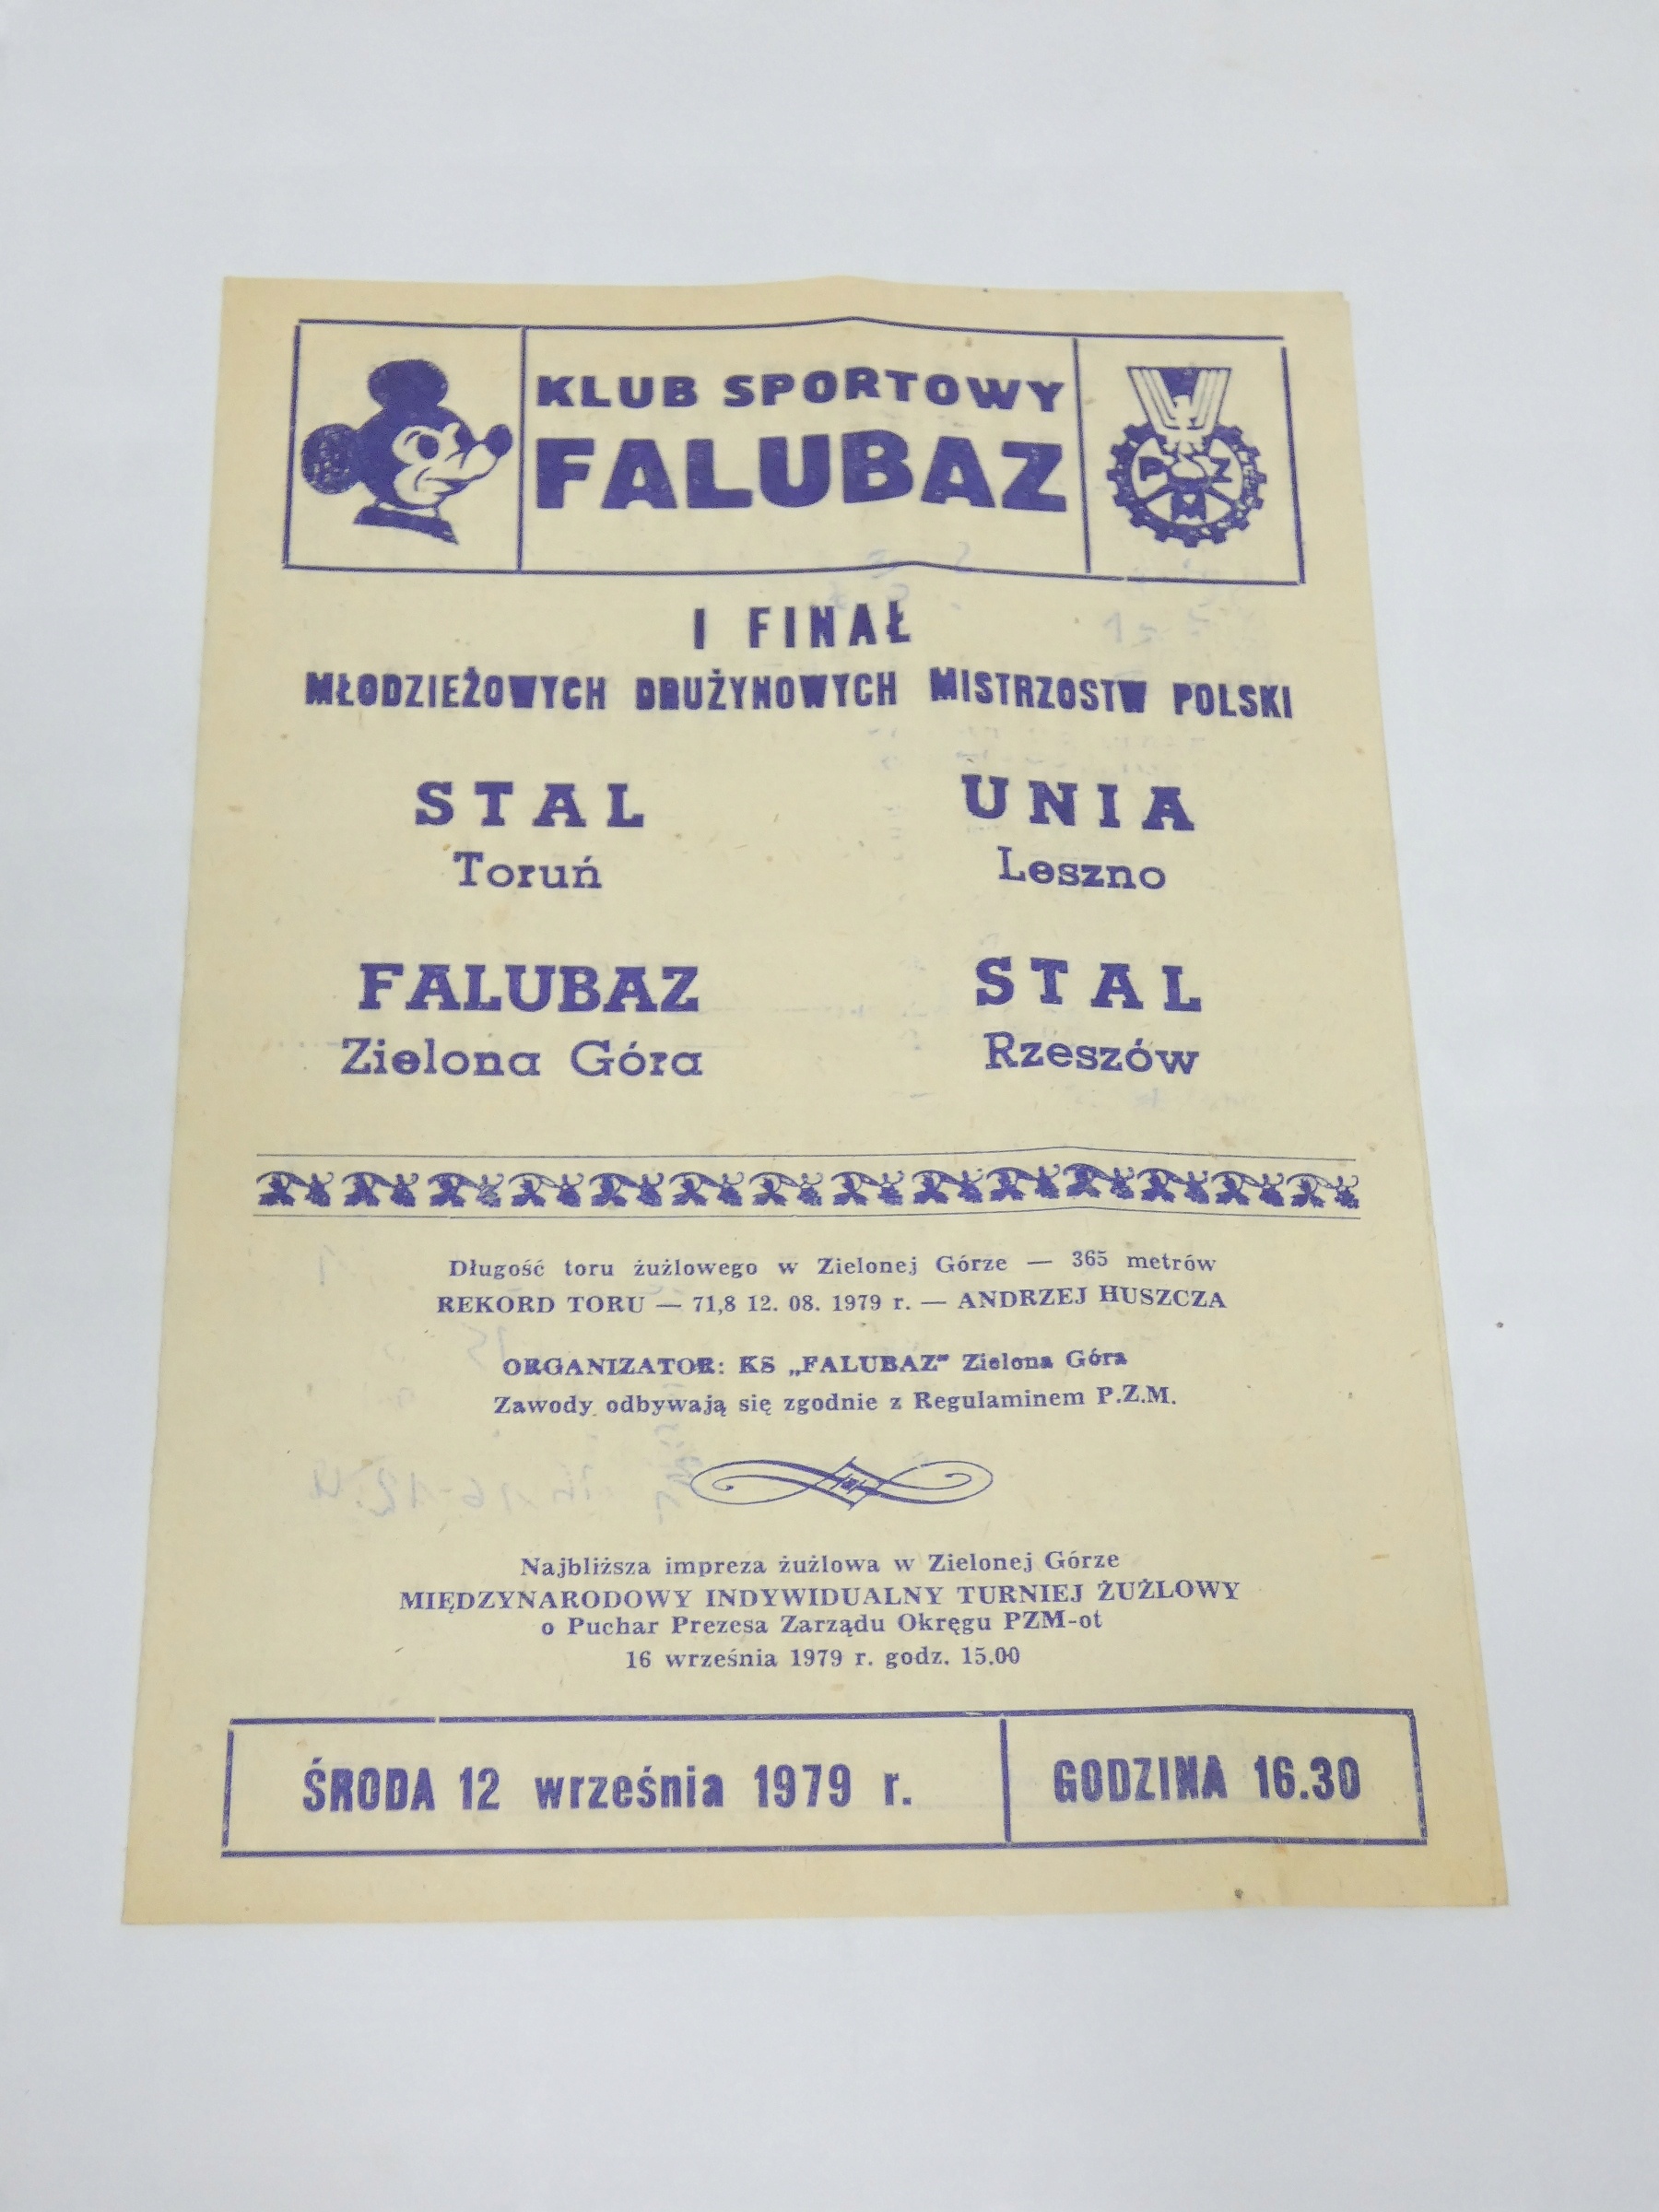 KLUB SPORTOWY
FALUBAZ
P Z
M
I FINAŁ
MŁODZIEŻOWYCH DRUŻYNOWYCH MISTRZOSTW POLSKI
STAL
Toruń
UNIA
Leszno
FALUBAZ
Zielona Góra
STAL
Rzeszów
Długość toru żużlowego w Zielonej Górze — 365 metrów
REKORD TORU — 71,8 12. 08. 1979 r. — ANDRZEJ HUSZCZA
ORGANIZATOR: KS „FALUBAZ" Zielona Góra
Zawody odbywają się zgodnie z Regulaminem P.Z.M.
Najbliższa impreza żużlowa w Zielonej Górze
MIĘDZYNARODOWY INDYWIDUALNY TURNIEJ ŻUŻLOWY
o Puchar Prezesa Zarządu Okręgu PZM-ot
16 września 1979 r. godz. 15.00
ŚRODA 12 września 1979 r.
GODZINA 16.30